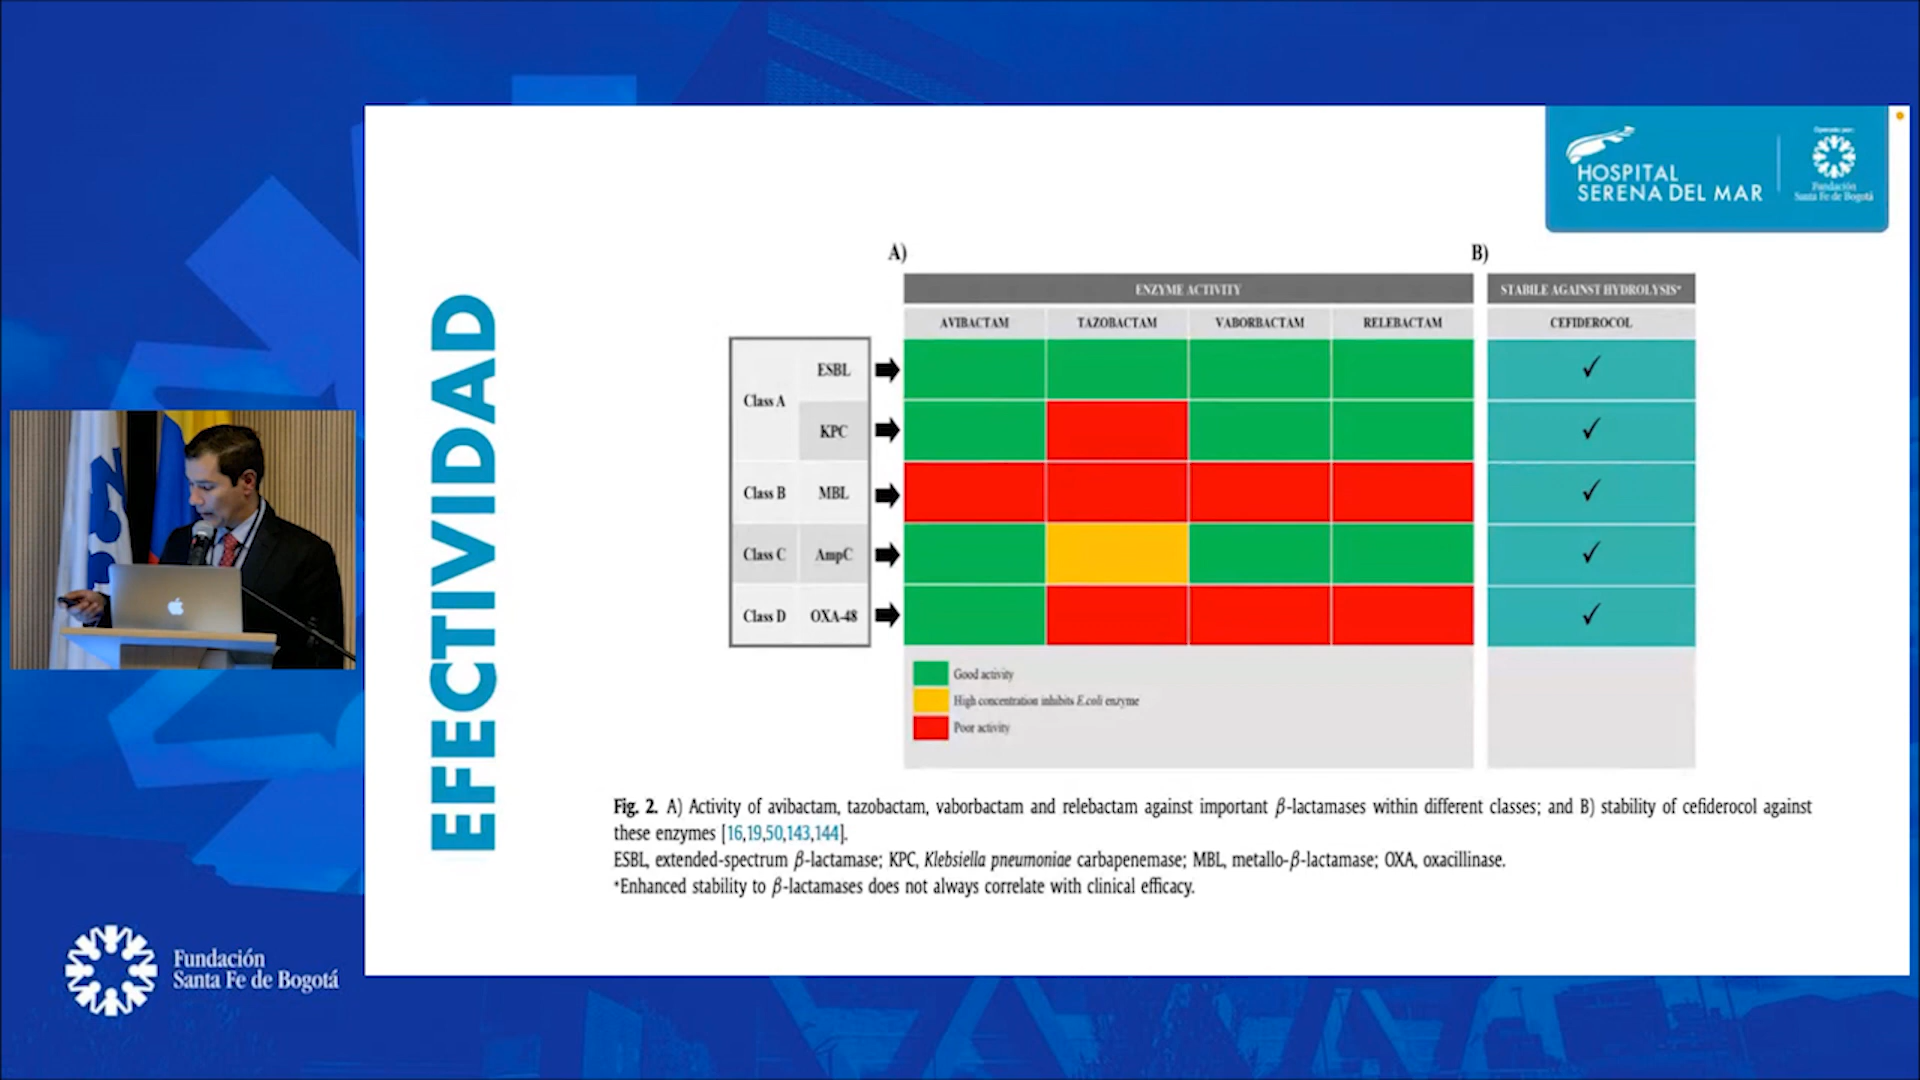 HOSPITAL
SERENA DEL MAR
Operado por:
Fundación
Santa Fe de Bogotá
EFECTIVIDAD
A)
B)
ENZYME ACTIVITY
STABILE AGAINST HYDROLYSIS*
AVIBACTAM
TAZOBACTAM
VABORBACTAM
RELEBACTAM
CEFIDEROCOL
Class A
ESBL
✓
KPC
✓
Class B
MBL
✓
Class C
AmpC
✓
Class D
OXA-48
✓
Good activity
High concentration inhibits E.coli enzyme
Poor activity
Fig. 2. A) Activity of avibactam, tazobactam, vaborbactam and relebactam against important β-lactamases within different classes; and B) stability of cefiderocol against
these enzymes [16,19,50,143,144].
ESBL, extended-spectrum β-lactamase; KPC, Klebsiella pneumoniae carbapenemase; MBL, metallo-β-lactamase; OXA, oxacillinase.
*Enhanced stability to β-lactamases does not always correlate with clinical efficacy.
Fundación
Santa Fe de Bogotá